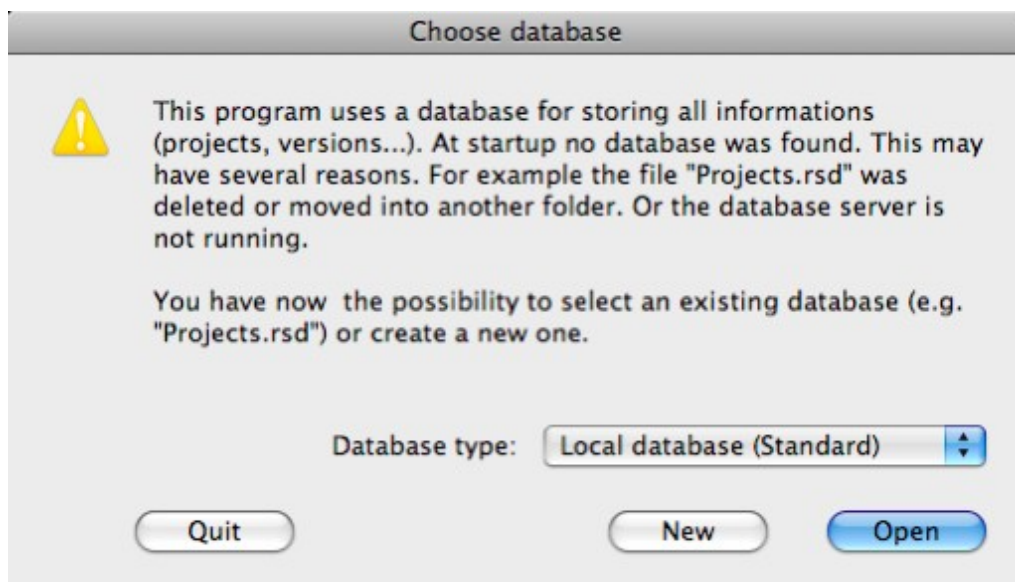 Choose database
This program uses a database for storing all informations
(projects, versions...). At startup no database was found. This may
have several reasons. For example the file "Projects.rsd" was
deleted or moved into another folder. Or the database server is
not running.
You have now  the possibility to select an existing database (e.g.
"Projects.rsd") or create a new one.
Database type: Local database (Standard)
Quit New Open